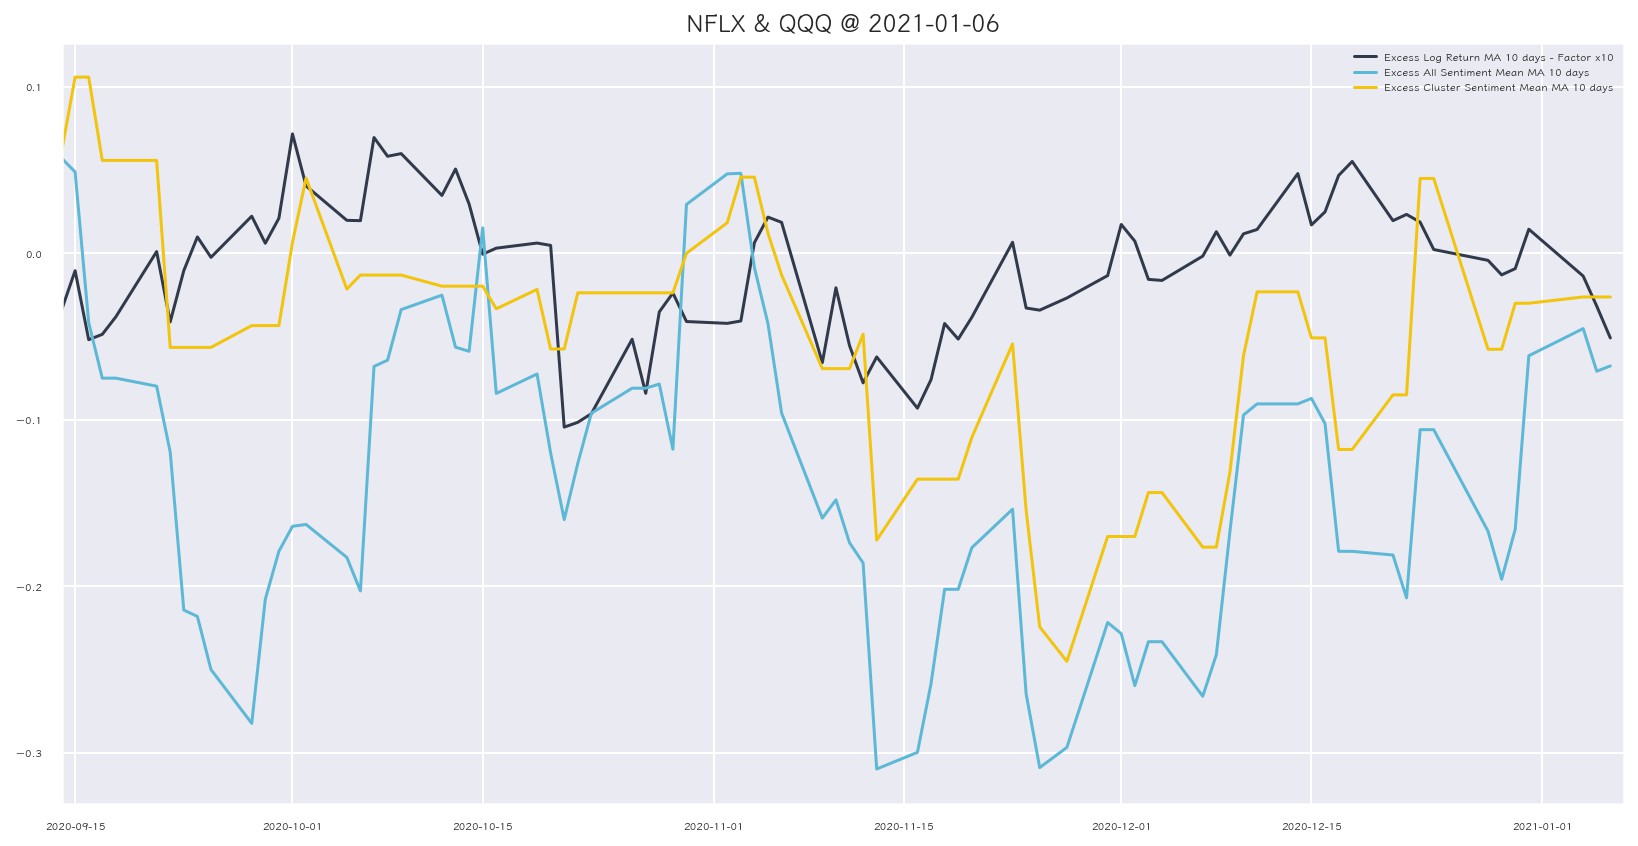 NFLX & QQQ @ 2021-01-06
Excess Log Return MA 10 days - Factor x10
Excess All Sentiment Mean MA 10 days
Excess Cluster Sentiment Mean MA 10 days
0.1
0.0
−0.1
−0.2
−0.3
2020-09-15 2020-10-01 2020-10-15 2020-11-01 2020-11-15 2020-12-01 2020-12-15 2021-01-01